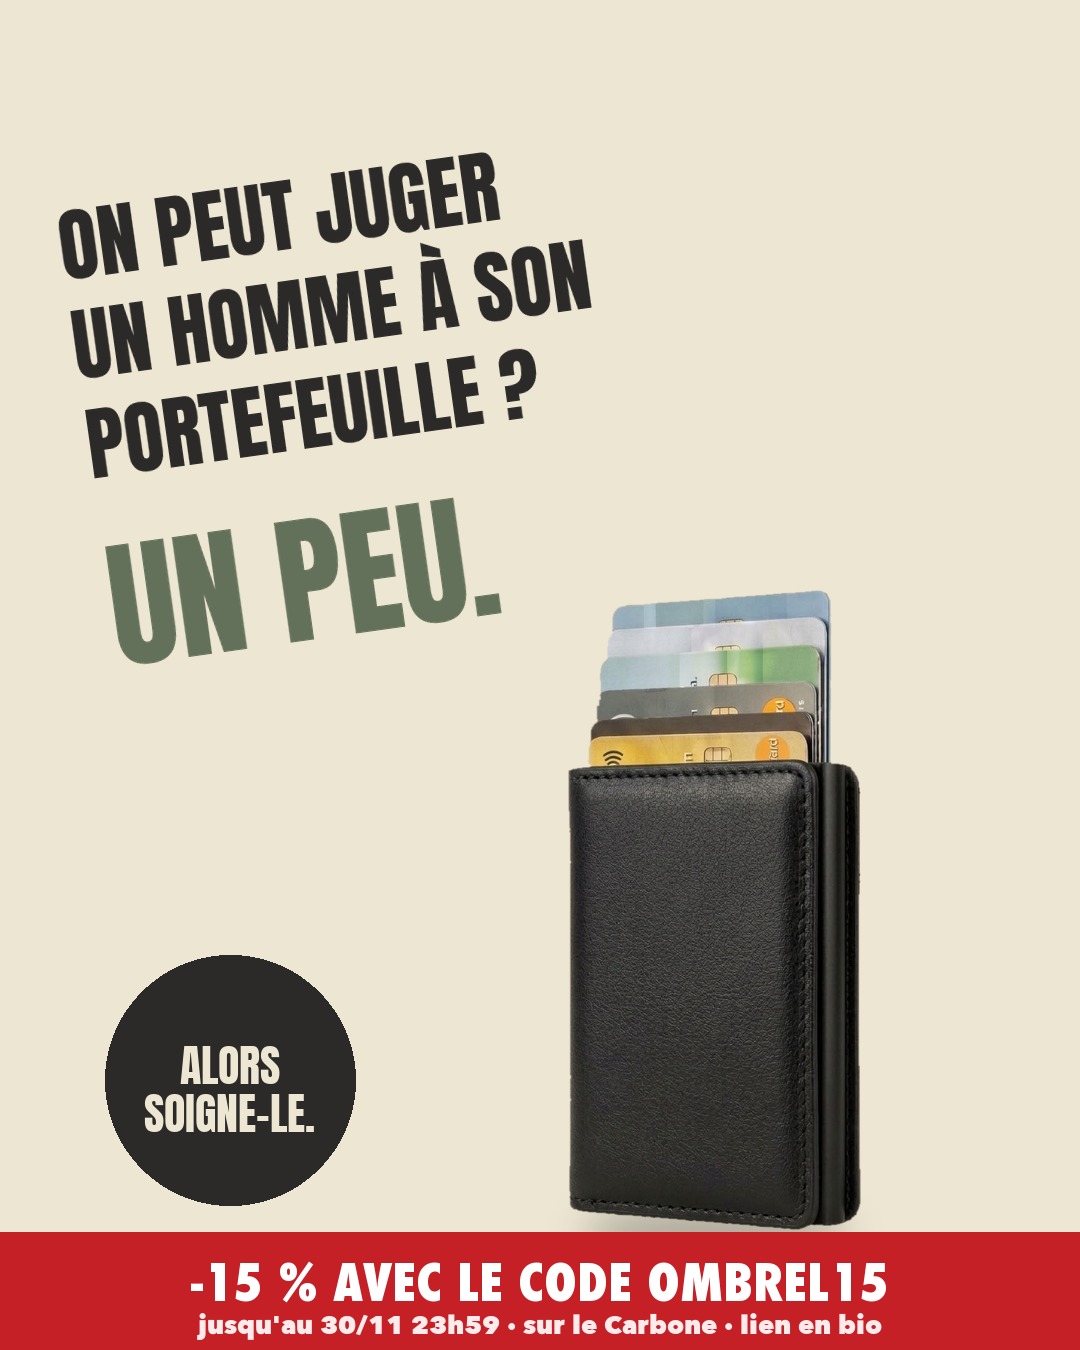 ON PEUT JUGER
UN HOMME À SON
PORTEFEUILLE ?
UN PEU.
ALORS
SOIGNE-LE.
-15 % AVEC LE CODE OMBREL15
jusqu'au 30/11 23h59 • sur le Carbone • lien en bio